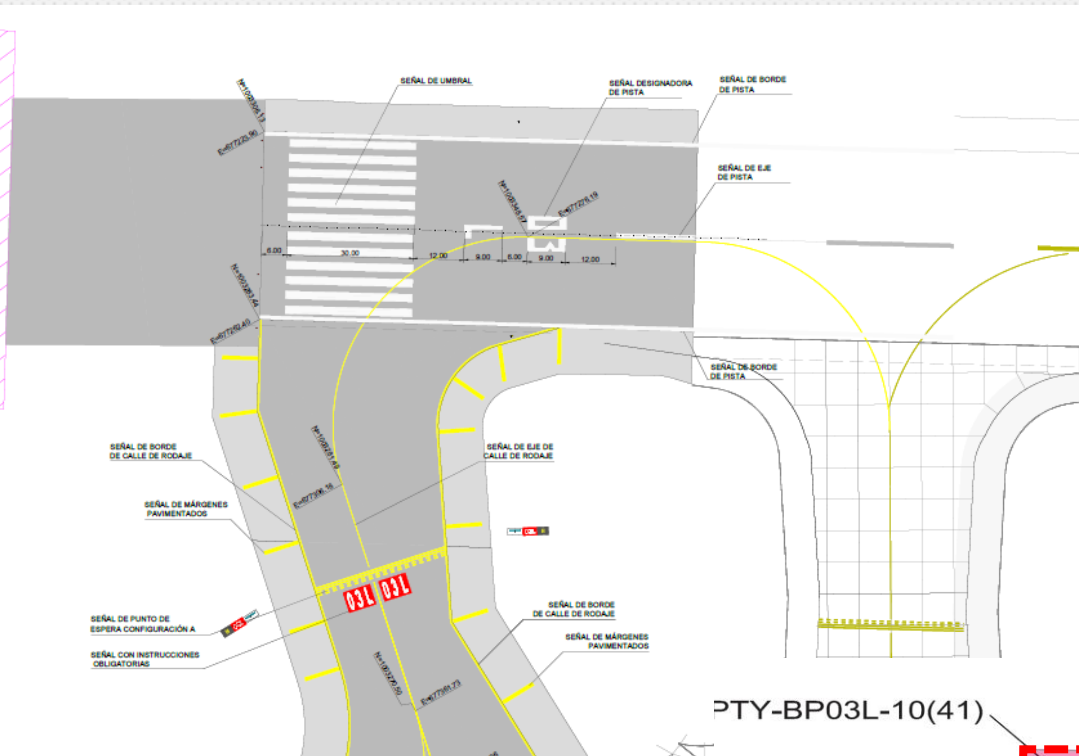 SEÑAL DE UMBRAL
SEÑAL DESIGNADORA
DE PISTA
SEÑAL DE BORDE
DE PISTA
SEÑAL DE EJE
DE PISTA
6.00
30.00
12.00
9.00
6.00
9.00
12.00
SEÑAL DE BORDE
DE PISTA
SEÑAL DE BORDE
DE CALLE DE RODAJE
SEÑAL DE EJE DE
CALLE DE RODAJE
SEÑAL DE MÁRGENES
PAVIMENTADOS
03L 03L
SEÑAL DE PUNTO DE
ESPERA CONFIGURACIÓN A
SEÑAL CON INSTRUCCIONES
OBLIGATORIAS
SEÑAL DE BORDE
DE CALLE DE RODAJE
SEÑAL DE MÁRGENES
PAVIMENTADOS
PTY-BP03L-10(41)